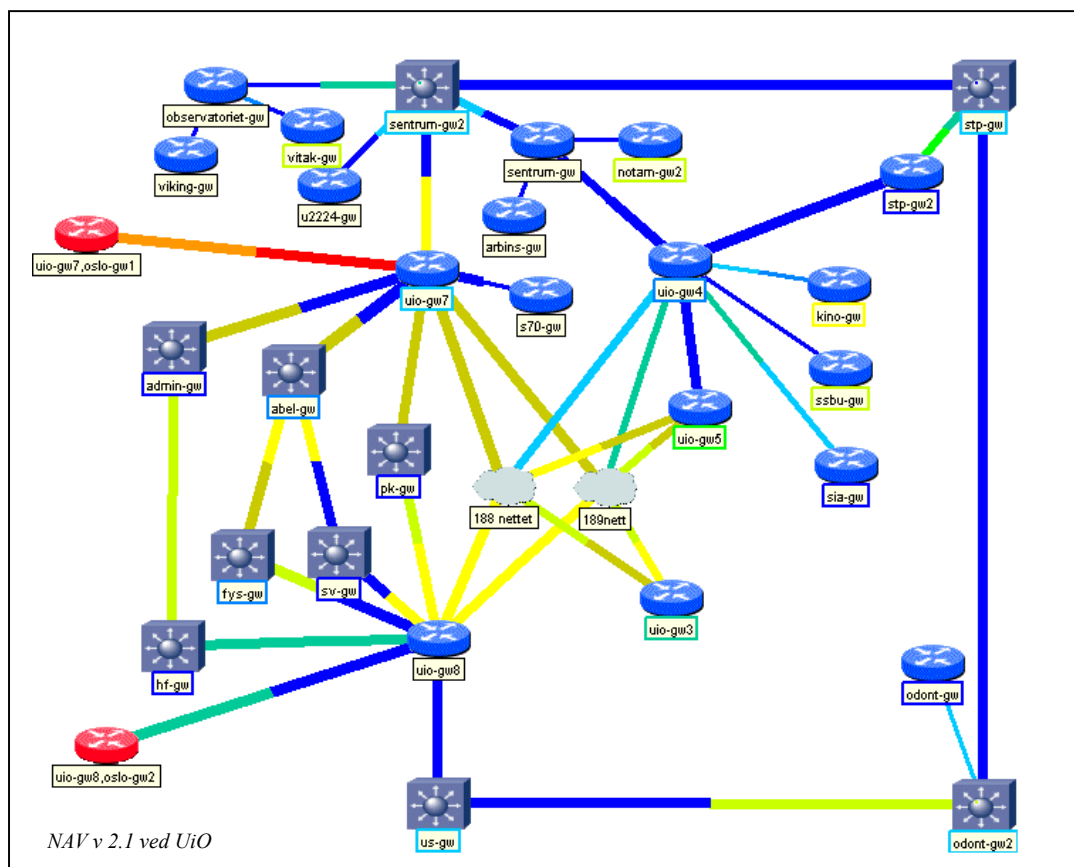 observatoriet-gw
sentrum-gw2
stp-gw
vitak-gw
viking-gw
sentrum-gw
notam-gw2
u2224-gw
stp-gw2
arbins-gw
uio-gw7,oslo-gw1
uio-gw7
uio-gw4
s70-gw
kino-gw
admin-gw
abel-gw
ssbu-gw
uio-gw5
pk-gw
sia-gw
188 nettet
189nett
fys-gw
sv-gw
uio-gw3
uio-gw8
hf-gw
odont-gw
uio-gw8,oslo-gw2
NAV v 2.1 ved UiO
us-gw
odont-gw2